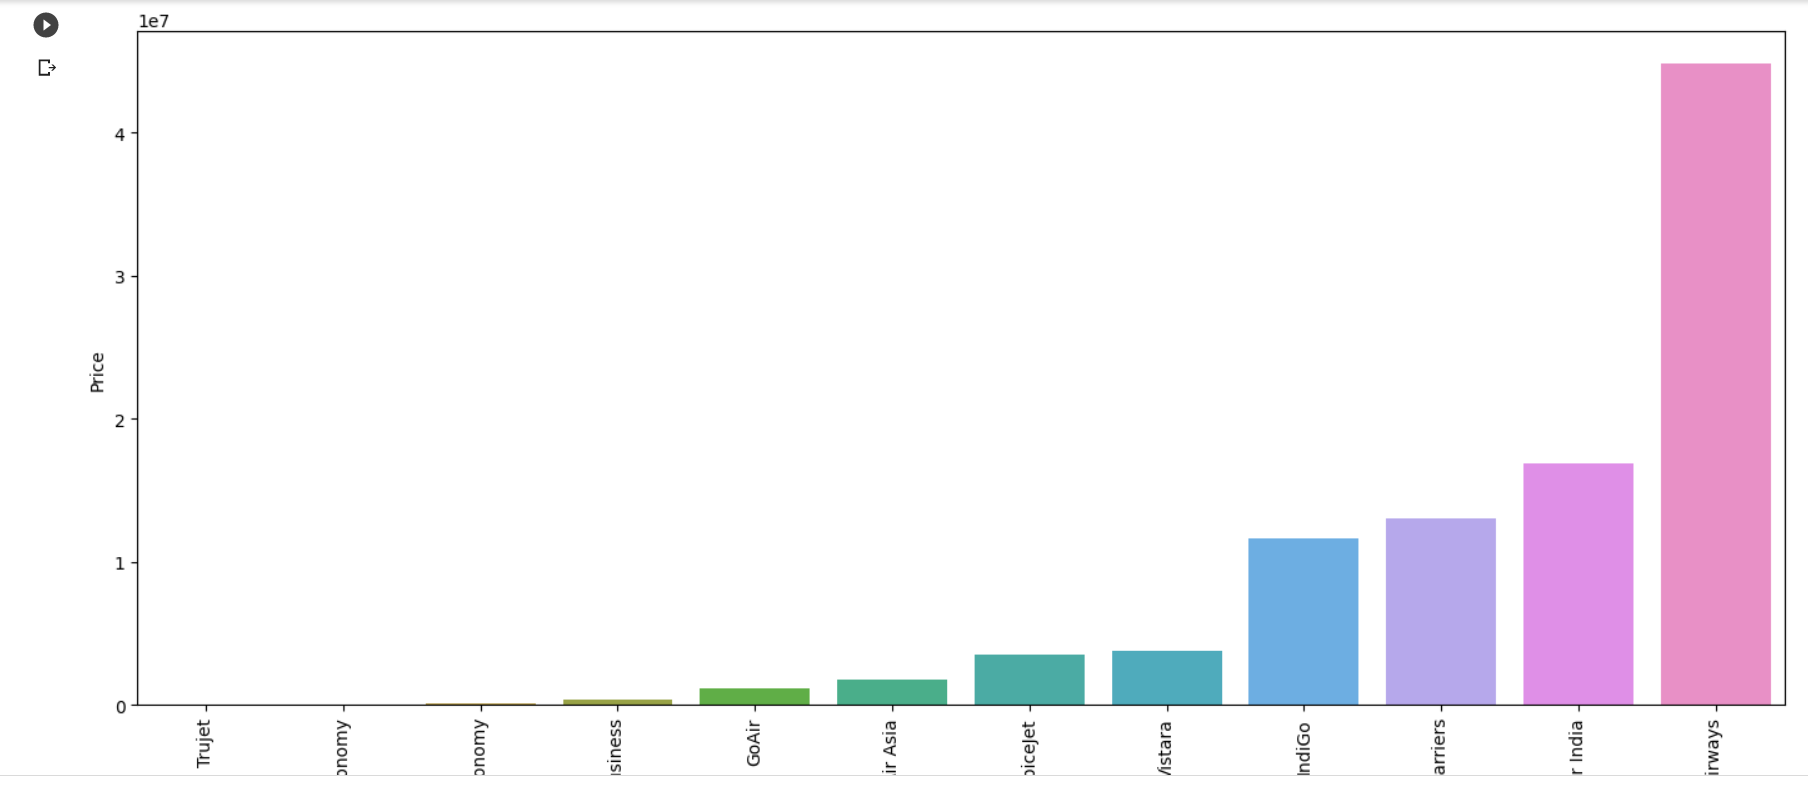 1e7
4
3
2
1
0
Price
Trujet
onomy
onomy
siness
GoAir
ir Asia
picejet
Vistara
IndiGo
arriers
r India
irways